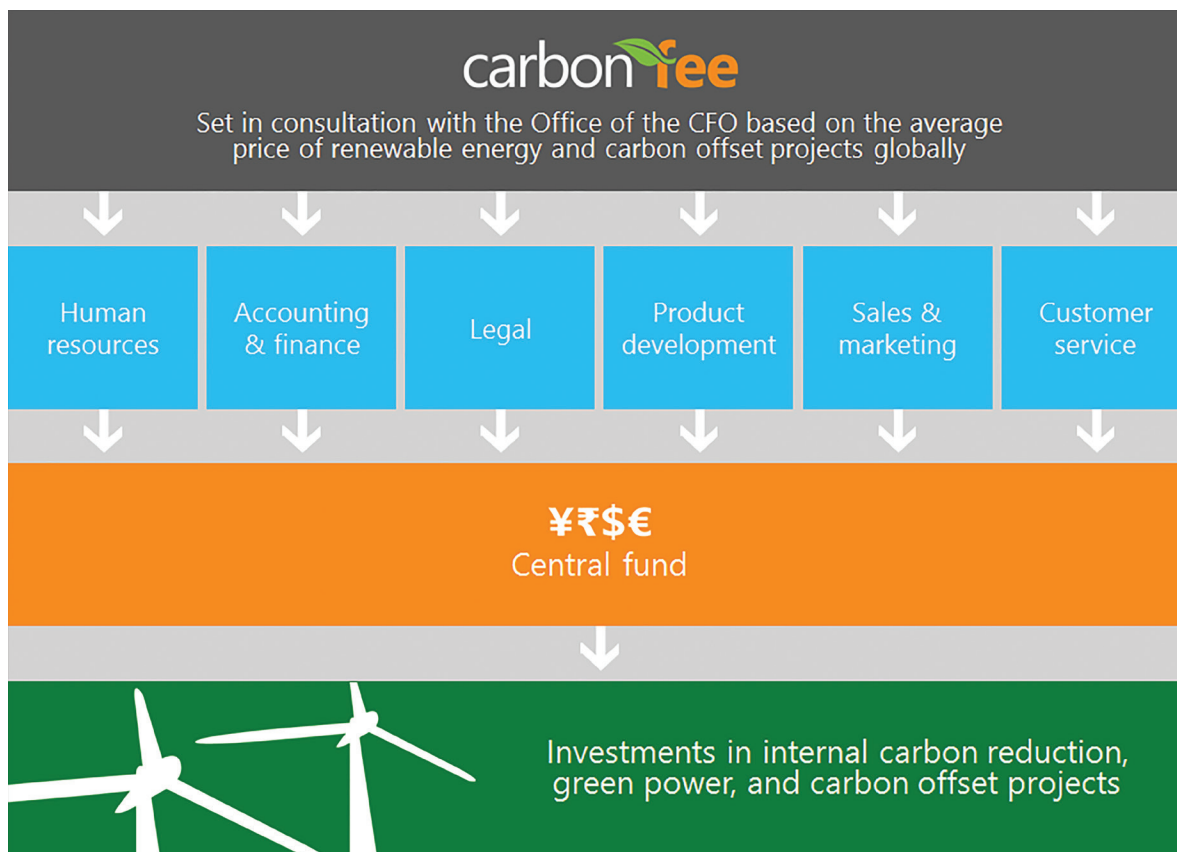 carbon fee
Set in consultation with the Office of the CFO based on the average
price of renewable energy and carbon offset projects globally
Human
resources
Accounting
& finance
Legal
Product
development
Sales &
marketing
Customer
service
¥₹$€
Central fund
Investments in internal carbon reduction,
green power, and carbon offset projects